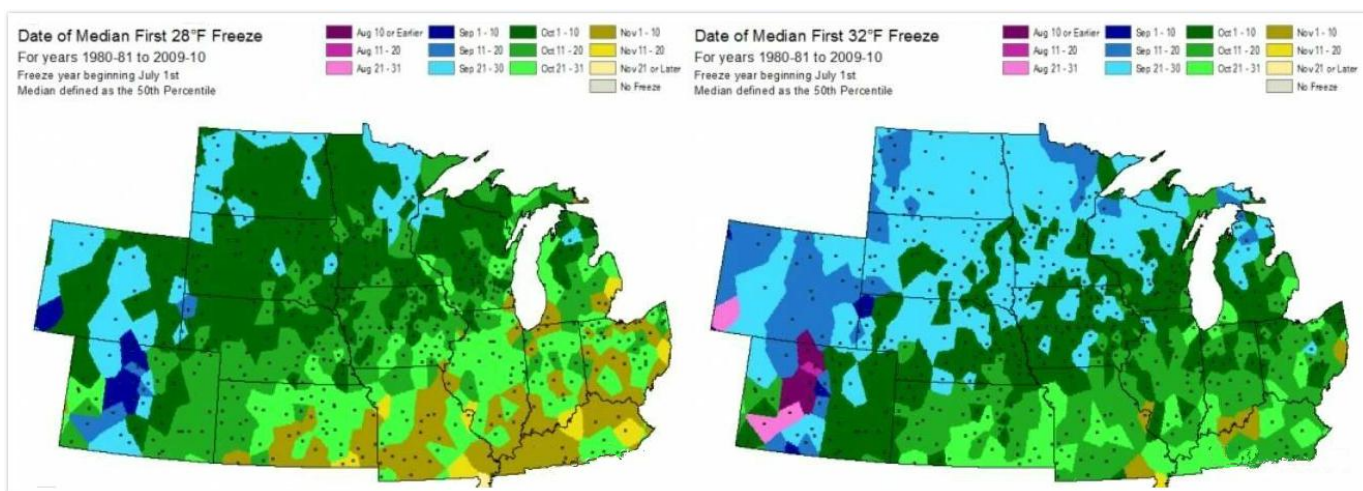 Date of Median First 28°F Freeze
For years 1980-81 to 2009-10
Freeze year beginning July 1st
Median defined as the 50th Percentile
Aug 10 or Earlier
Aug 11 - 20
Aug 21 - 31
Sep 1 - 10
Sep 11 - 20
Sep 21 - 30
Oct 1 - 10
Oct 11 - 20
Oct 21 - 31
Nov 1 - 10
Nov 11 - 20
Nov 21 or Later
No Freeze
Date of Median First 32°F Freeze
For years 1980-81 to 2009-10
Freeze year beginning July 1st
Median defined as the 50th Percentile
Aug 10 or Earlier
Aug 11 - 20
Aug 21 - 31
Sep 1 - 10
Sep 11 - 20
Sep 21 - 30
Oct 1 - 10
Oct 11 - 20
Oct 21 - 31
Nov 1 - 10
Nov 11 - 20
Nov 21 or Later
No Freeze